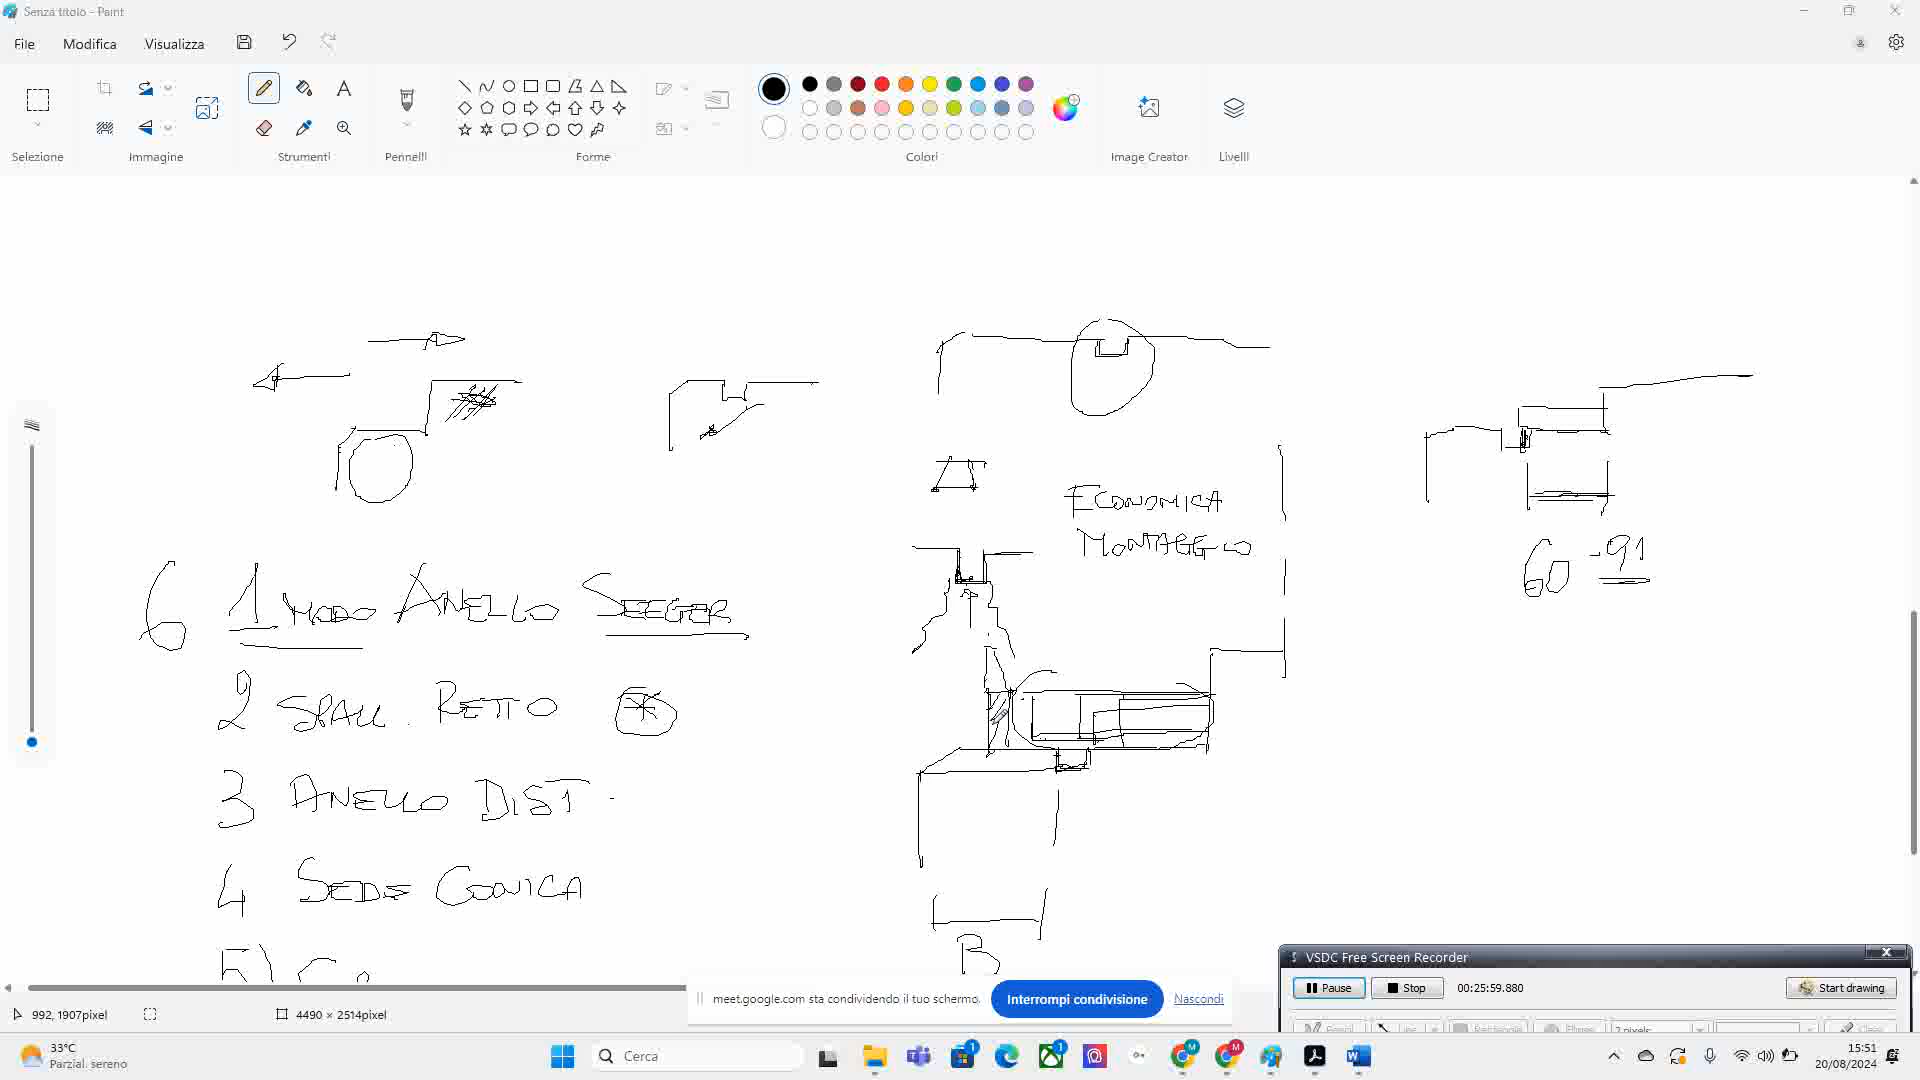 Senza titolo - Paint
File Modifica Visualizza
Selezione Immagine Strumenti Pennelli Forme Colori Image Creator Livelli
ECONOMICA
MONTAGGIO
60 -91
6 1 MODO ANELLO SEEGER
2 SPALL. RETTO *
3 ANELLO DIST.
4 SEDE CONICA
5)
B
VSDC Free Screen Recorder
Pause Stop 00:25:59.880 Start drawing
2 pixels
meet.google.com sta condividendo il tuo schermo. Interrompi condivisione Nascondi
992, 1907pixel 4490 × 2514pixel
33°C
Parzial. sereno
Cerca
15:51
20/08/2024